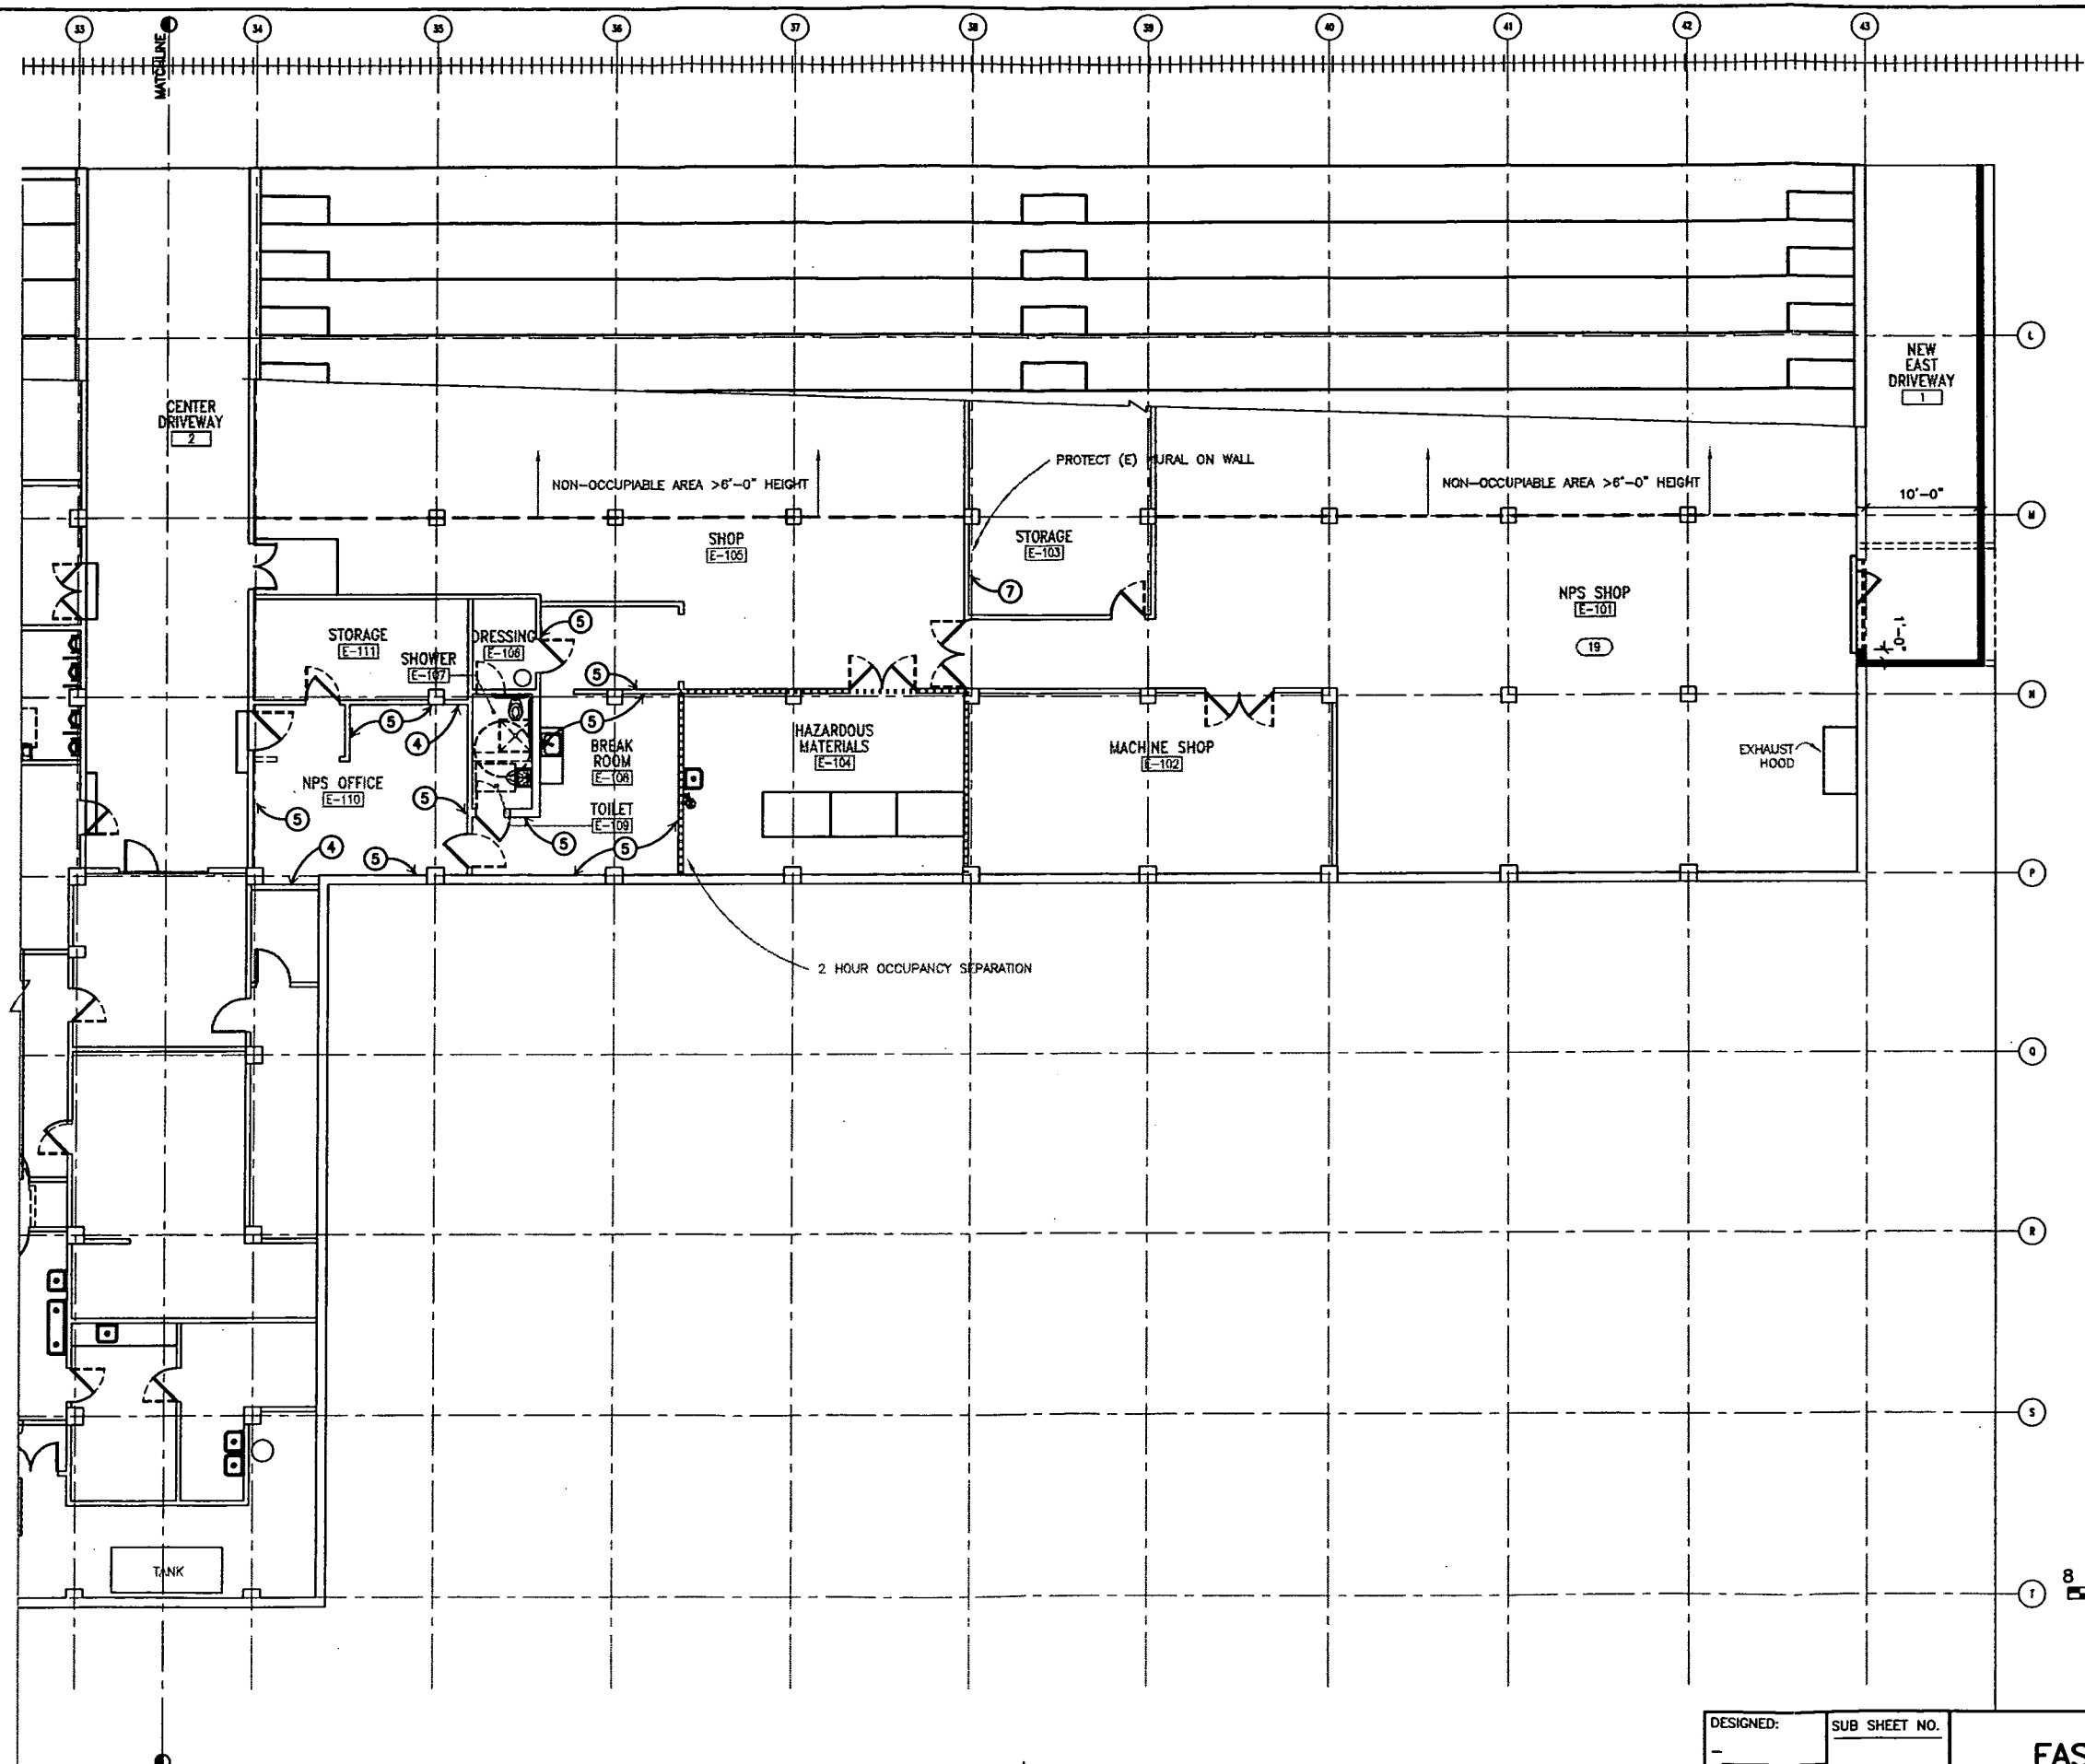 33 34 35 36 37 38 39 40 41 42 43
MATCHLINE
L
NEW
EAST
DRIVEWAY
1
CENTER
DRIVEWAY
2
PROTECT (E) MURAL ON WALL
NON-OCCUPIABLE AREA >6'-0" HEIGHT
NON-OCCUPIABLE AREA >6'-0" HEIGHT
10'-0"
M
SHOP
E-105
STORAGE
E-103
7
NPS SHOP
E-101
19
1'-0"
STORAGE
E-111
DRESSING
E-106
5
SHOWER
E-107
5
N
5
4
5
BREAK
ROOM
E-108
HAZARDOUS
MATERIALS
E-104
MACHINE SHOP
E-102
EXHAUST
HOOD
NPS OFFICE
E-110
5
5
TOILET
E-109
5
5
4
5
P
2 HOUR OCCUPANCY SEPARATION
Q
R
S
TANK
T
8
DESIGNED:
-
SUB SHEET NO.
EAS